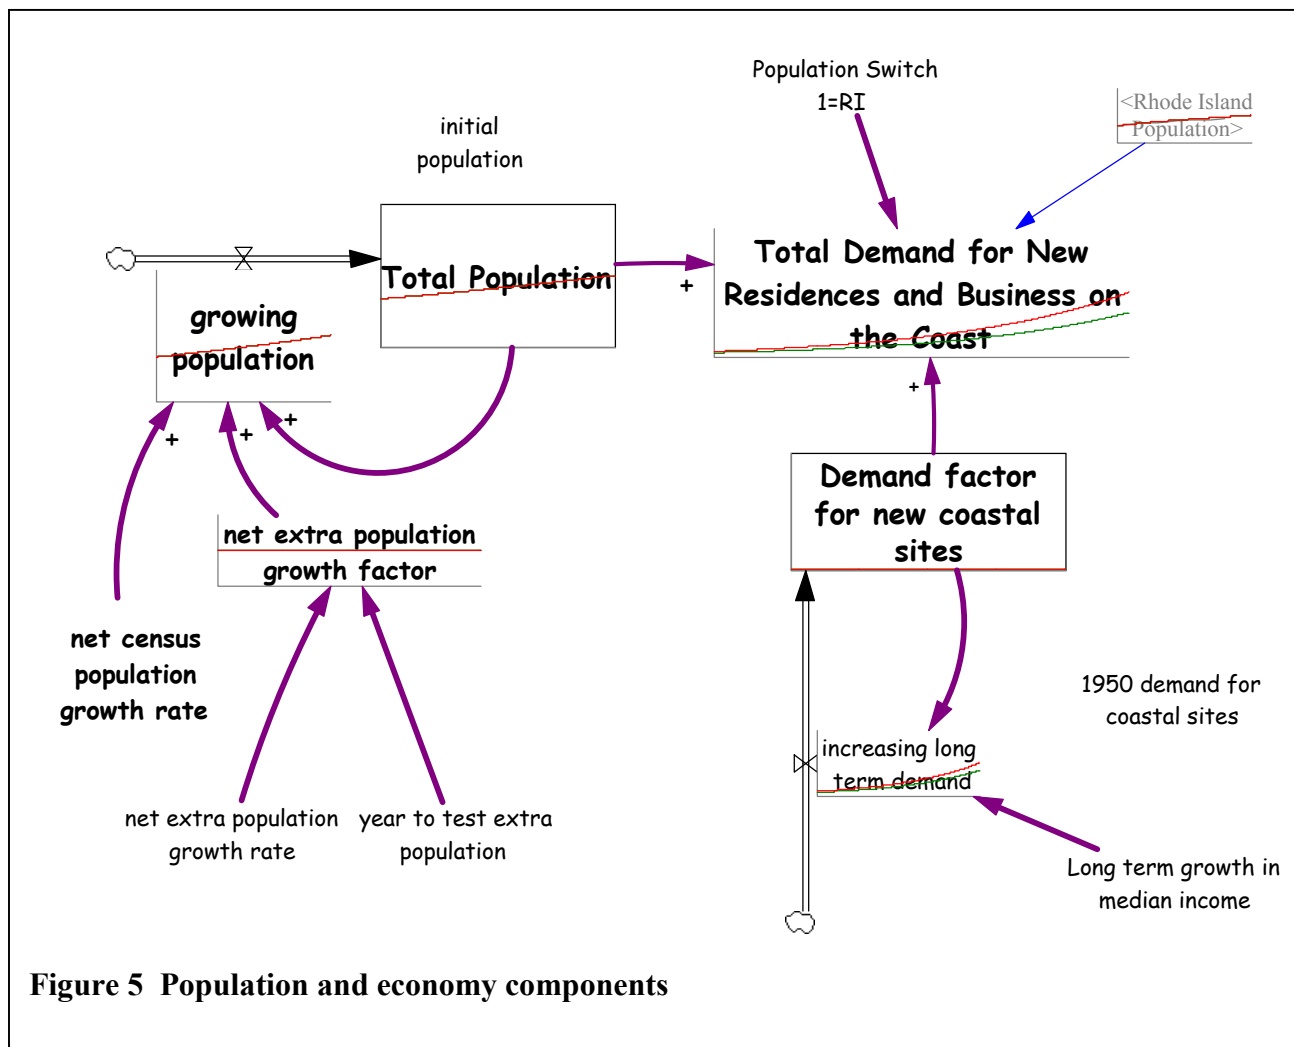 Population Switch
1=RI
<Rhode Island
Population>
initial
population
Total Population
+
Total Demand for New
Residences and Business on
the Coast
growing
population
+
+
+
+
Demand factor
for new coastal
sites
net extra population
growth factor
net census
population
growth rate
1950 demand for
coastal sites
increasing long
term demand
net extra population
growth rate
year to test extra
population
Long term growth in
median income
Figure 5 Population and economy components